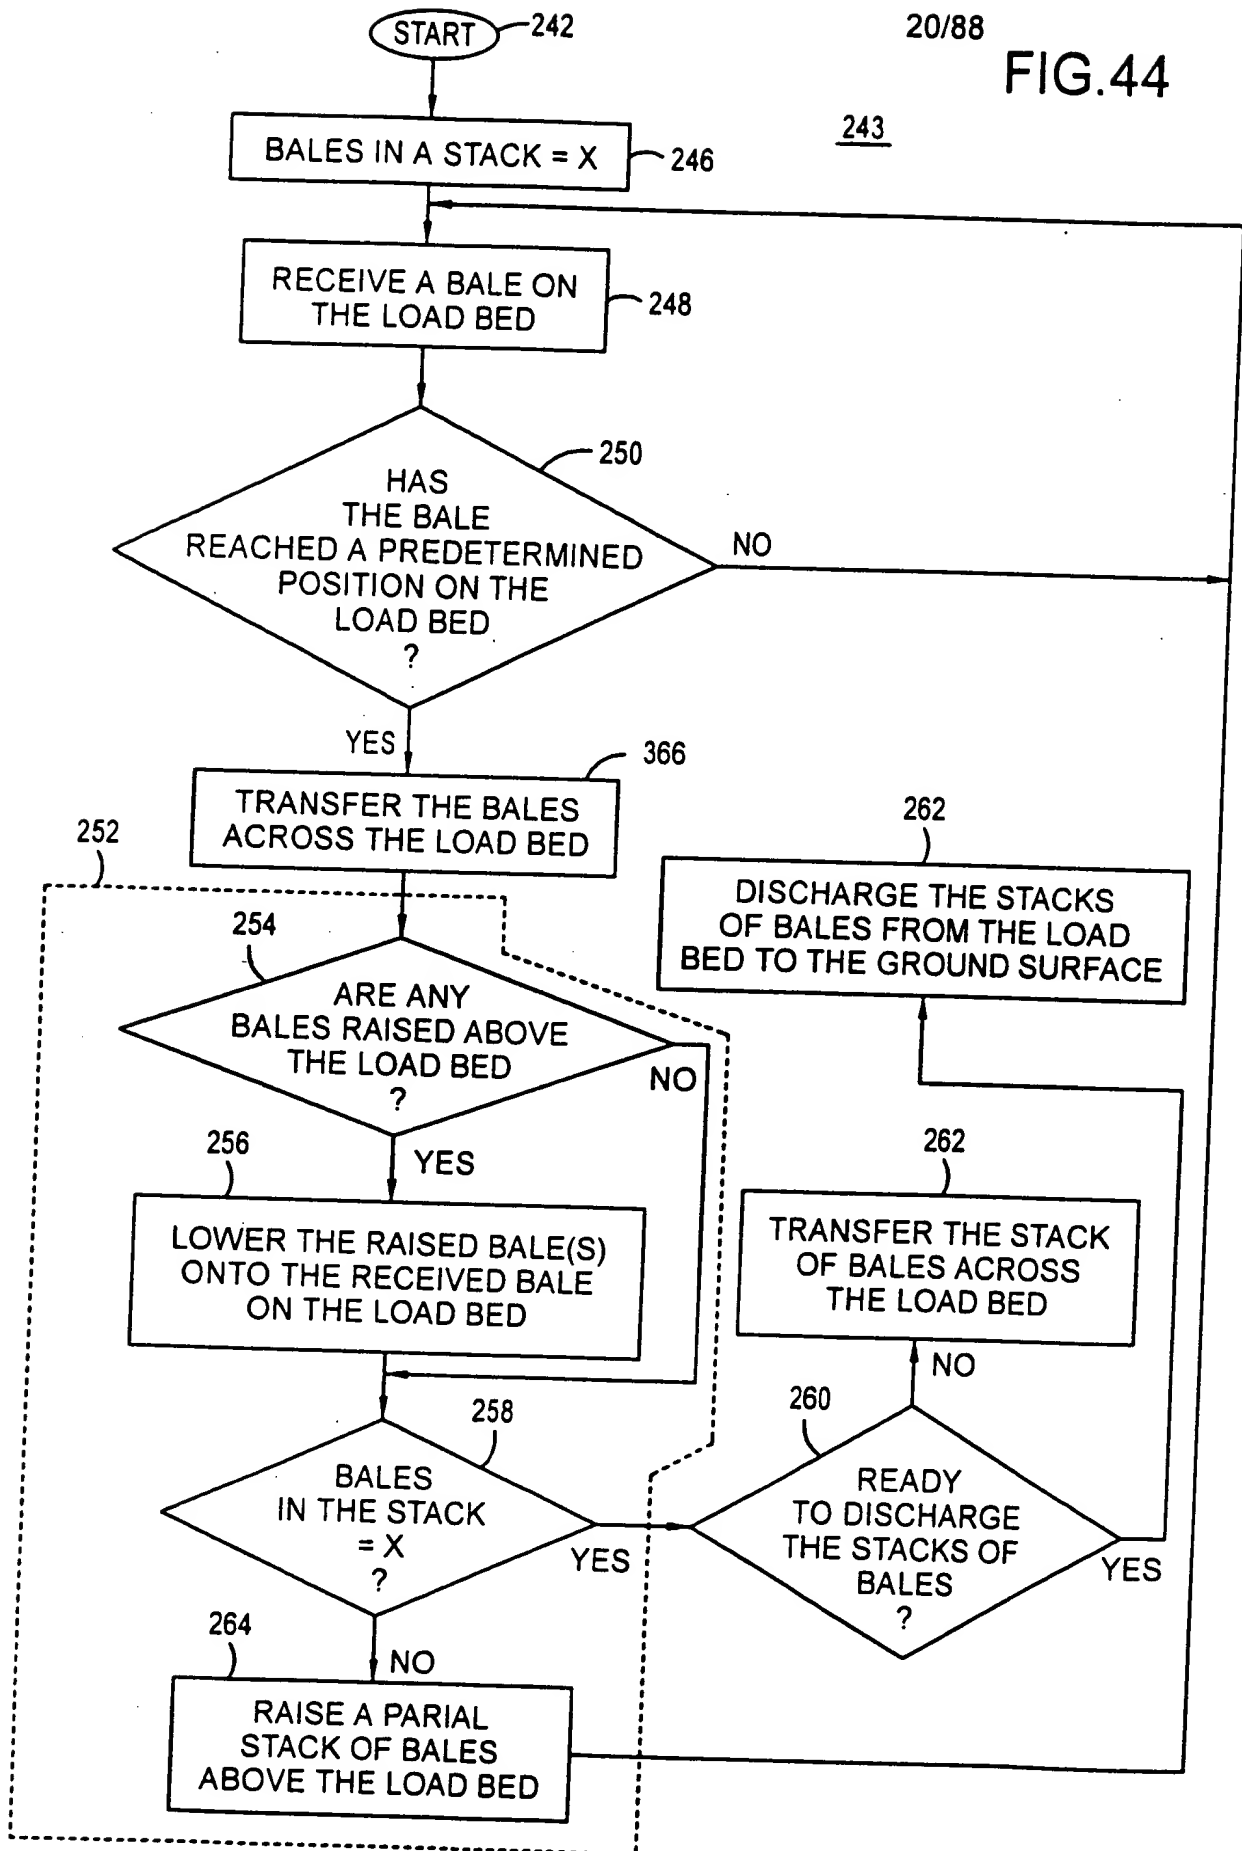 START
242
20/88
FIG.44
243
BALES IN A STACK = X
246
RECEIVE A BALE ON
THE LOAD BED
248
250
HAS
THE BALE
REACHED A PREDETERMINED
POSITION ON THE
LOAD BED
?
NO
YES
366
TRANSFER THE BALES
ACROSS THE LOAD BED
252
262
DISCHARGE THE STACKS
OF BALES FROM THE LOAD
BED TO THE GROUND SURFACE
254
ARE ANY
BALES RAISED ABOVE
THE LOAD BED
?
NO
YES
256
LOWER THE RAISED BALE(S)
ONTO THE RECEIVED BALE
ON THE LOAD BED
262
TRANSFER THE STACK
OF BALES ACROSS
THE LOAD BED
NO
258
BALES
IN THE STACK
= X
?
YES
260
READY
TO DISCHARGE
THE STACKS OF
BALES
?
YES
NO
264
RAISE A PARIAL
STACK OF BALES
ABOVE THE LOAD BED